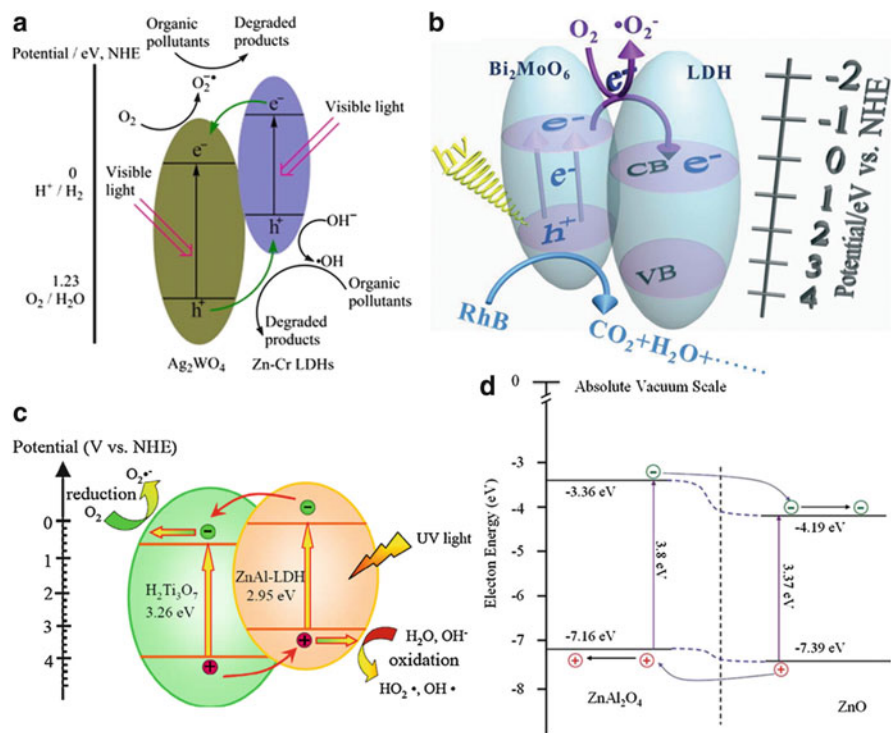 a
Organic
pollutants
Degraded
products
Potential / eV, NHE
O₂⁻•
O₂
e⁻
Visible light
e⁻
Visible
light
0
H⁺ / H₂
h⁺
OH⁻
•OH
1.23
O₂ / H₂O
Organic
pollutants
h⁺
Degraded
products
Ag₂WO₄
Zn-Cr LDHs
b
O₂
•O₂⁻
Bi₂MoO₆
e⁻
LDH
e⁻
CB
e⁻
hν
e⁻
h⁺
VB
RhB
CO₂+H₂O+······
-2
-1
0
1
2
3
4
Potential/eV vs. NHE
c
Potential (V vs. NHE)
O₂•⁻
reduction
O₂
0
1
2
3
4
−
−
UV light
H₂Ti₃O₇
3.26 eV
ZnAl-LDH
2.95 eV
+
+
H₂O, OH⁻
oxidation
HO₂ •, OH •
d
0
Absolute Vacuum Scale
Electon Energy (eV)
-3
-4
-5
-6
-7
-8
−
-3.36 eV
−
−
-4.19 eV
3.8 eV
3.37 eV
-7.16 eV
-7.39 eV
+
+
+
ZnAl₂O₄
ZnO